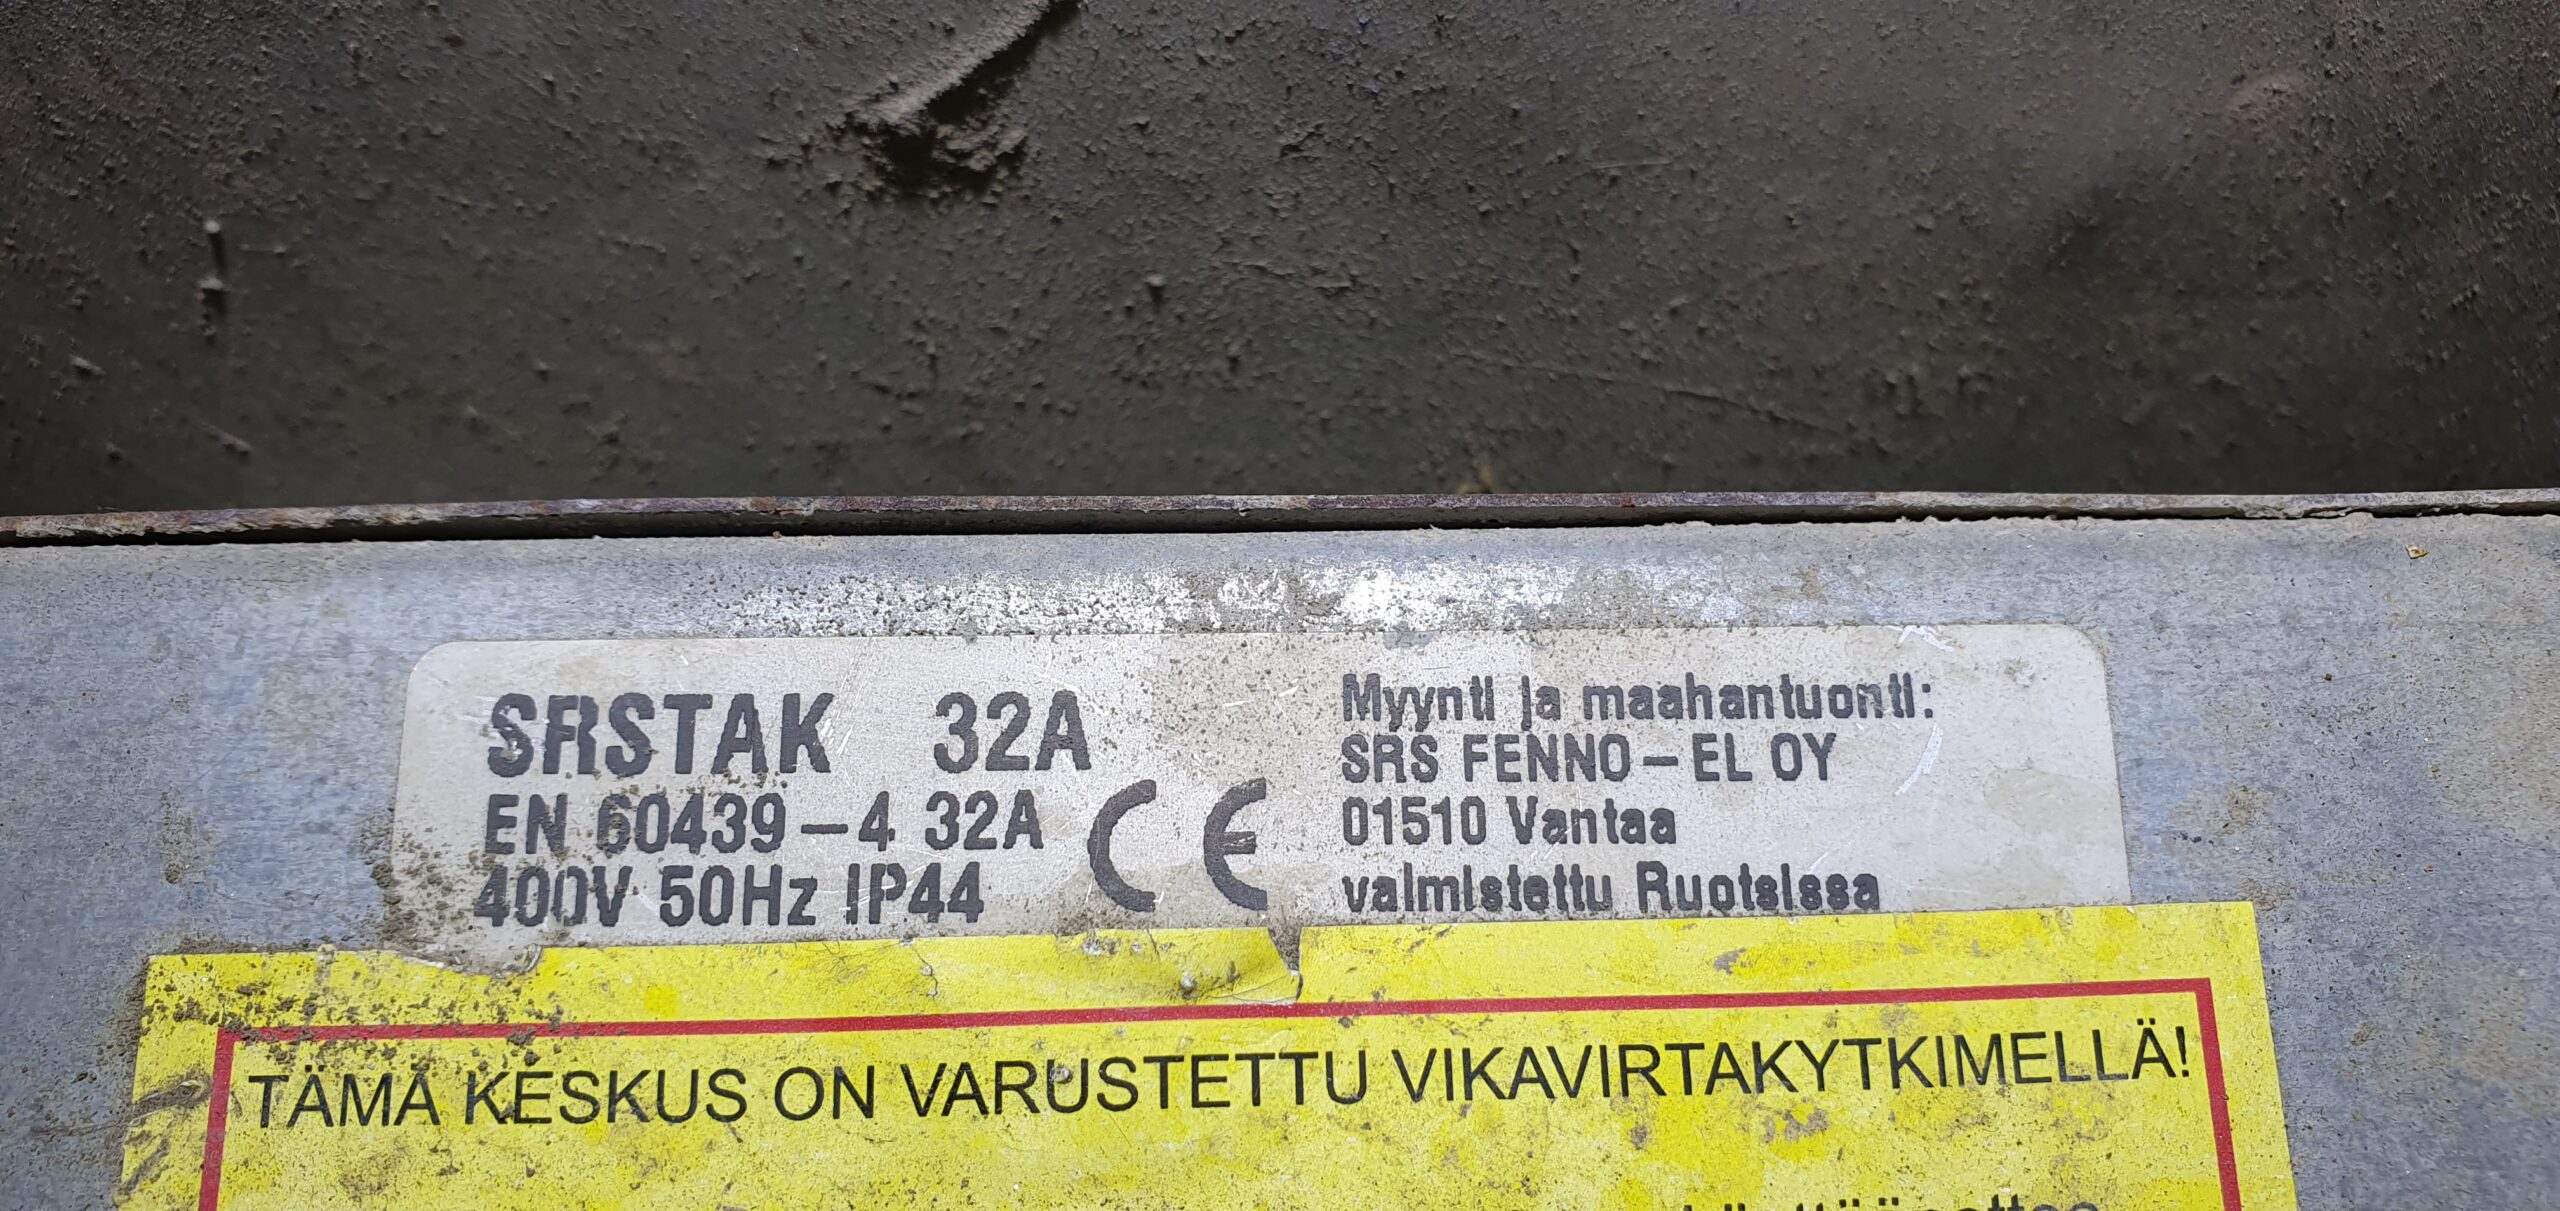 SRSTAK 32A
EN 60439-4 32A
400V 50Hz IP44
CE
Myynti ja maahantuonti:
SRS FENNO-EL OY
01510 Vantaa
valmistettu Ruotsissa
TÄMÄ KESKUS ON VARUSTETTU VIKAVIRTAKYTKIMELLÄ!